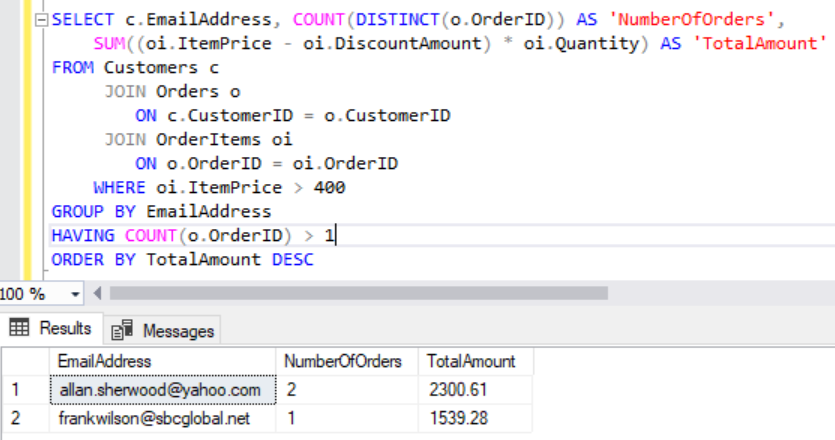 SELECT c.EmailAddress, COUNT(DISTINCT(o.OrderID)) AS 'NumberOfOrders',
SUM((oi.ItemPrice - oi.DiscountAmount) * oi.Quantity) AS 'TotalAmount'
FROM Customers c
JOIN Orders o
ON c.CustomerID = o.CustomerID
JOIN OrderItems oi
ON o.OrderID = oi.OrderID
WHERE oi.ItemPrice > 400
GROUP BY EmailAddress
HAVING COUNT(o.OrderID) > 1
ORDER BY TotalAmount DESC
100 %
Results Messages
EmailAddress NumberOfOrders TotalAmount
1 allan.sherwood@yahoo.com 2 2300.61
2 frankwilson@sbcglobal.net 1 1539.28